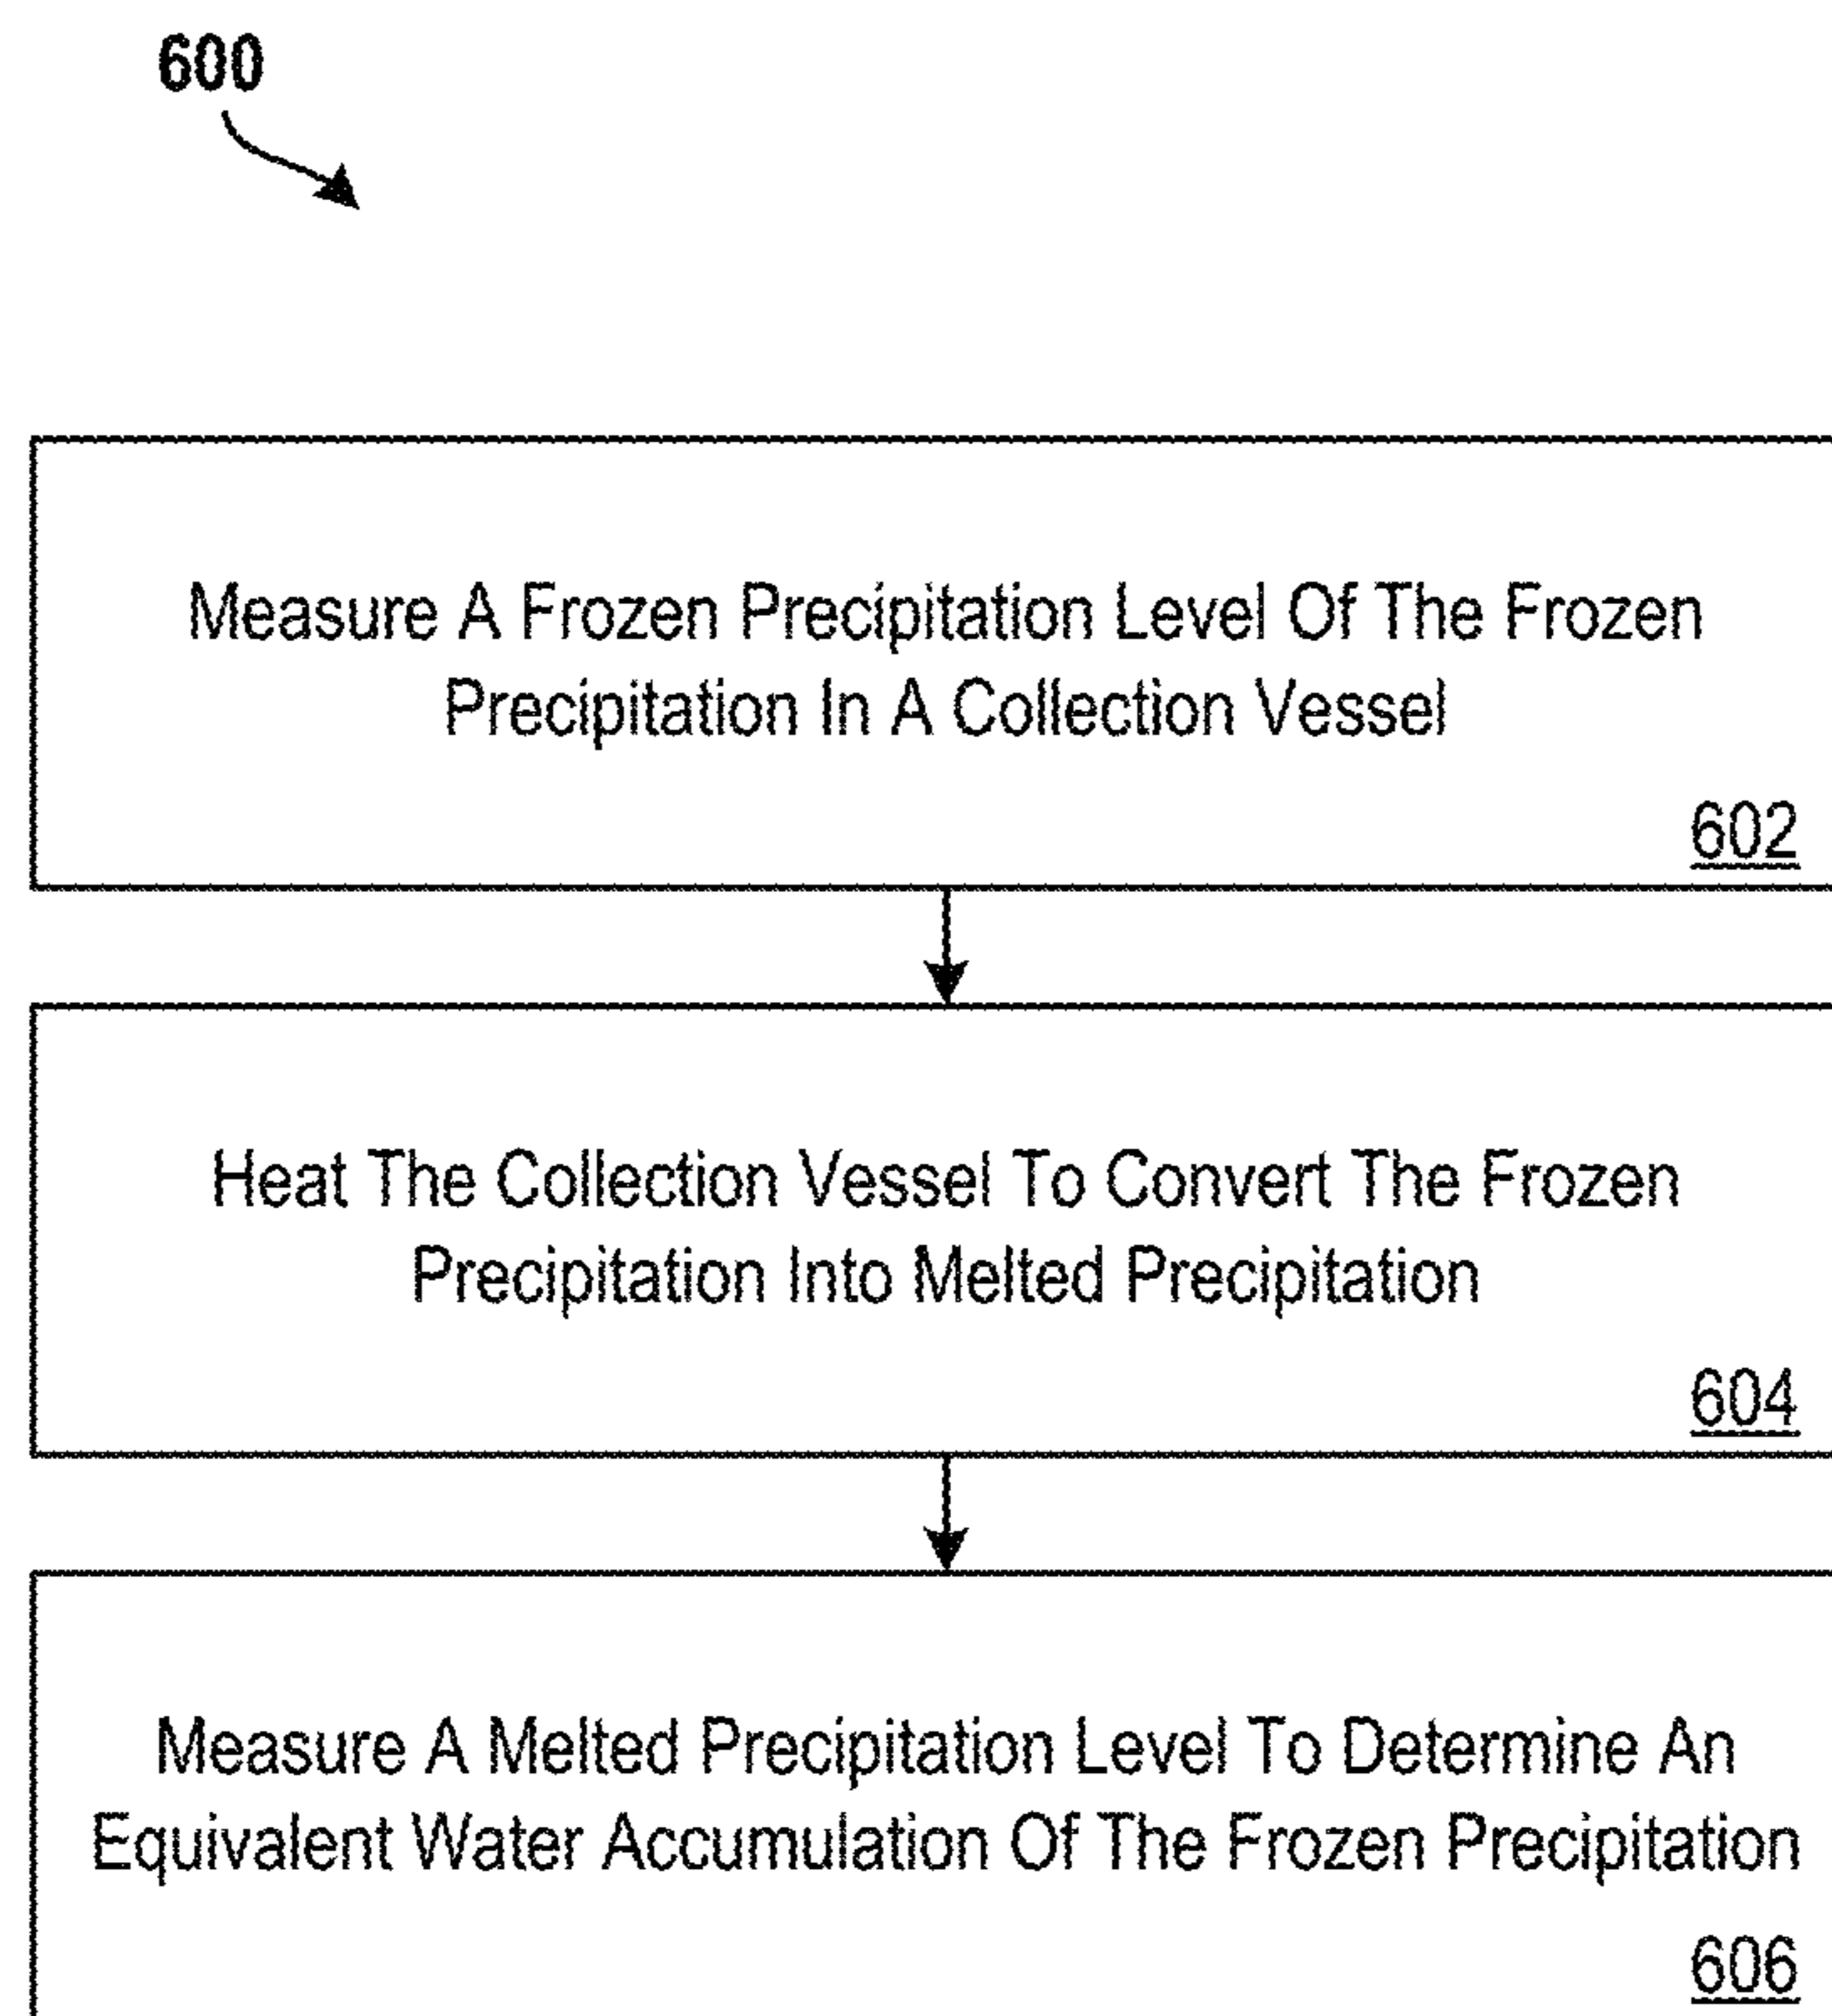 600
Measure A Frozen Precipitation Level Of The Frozen
Precipitation In A Collection Vessel
602
Heat The Collection Vessel To Convert The Frozen
Precipitation Into Melted Precipitation
604
Measure A Melted Precipitation Level To Determine An
Equivalent Water Accumulation Of The Frozen Precipitation
606